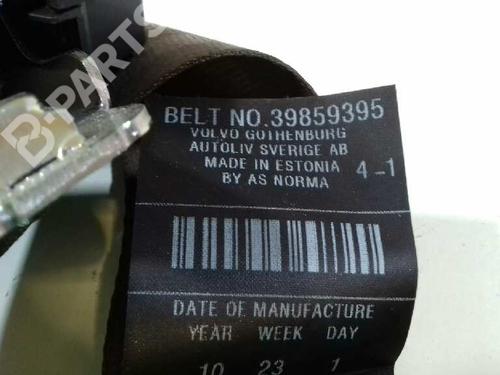 BELT NO.39859395
VOLVO GOTHENBURG
AUTOLIV SVERIGE AB
MADE IN ESTONIA 4-1
BY AS NORMA
DATE OF MANUFACTURE
YEAR WEEK DAY
10 23 1
B-PARTS